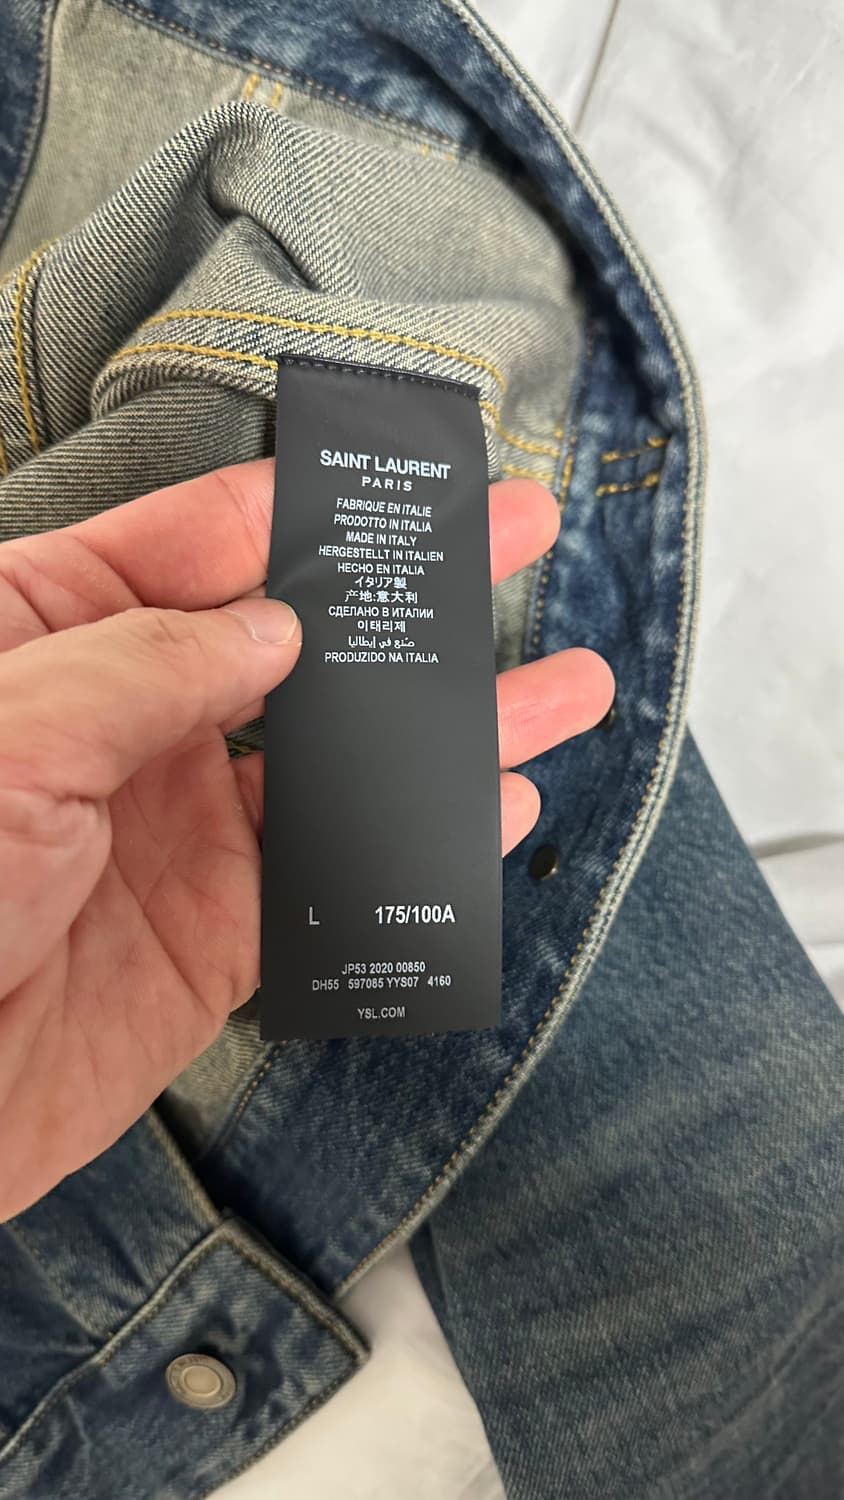 SAINT LAURENT
PARIS
FABRIQUE EN ITALIE
PRODOTTO IN ITALIA
MADE IN ITALY
HERGESTELLT IN ITALIEN
HECHO EN ITALIA
イタリア製
产地:意大利
СДЕЛАНО В ИТАЛИИ
이태리제
صنع في إيطاليا
PRODUZIDO NA ITALIA
L 175/100A
JP53 2020 00850
DH55 597085 YYS07 4160
YSL.COM